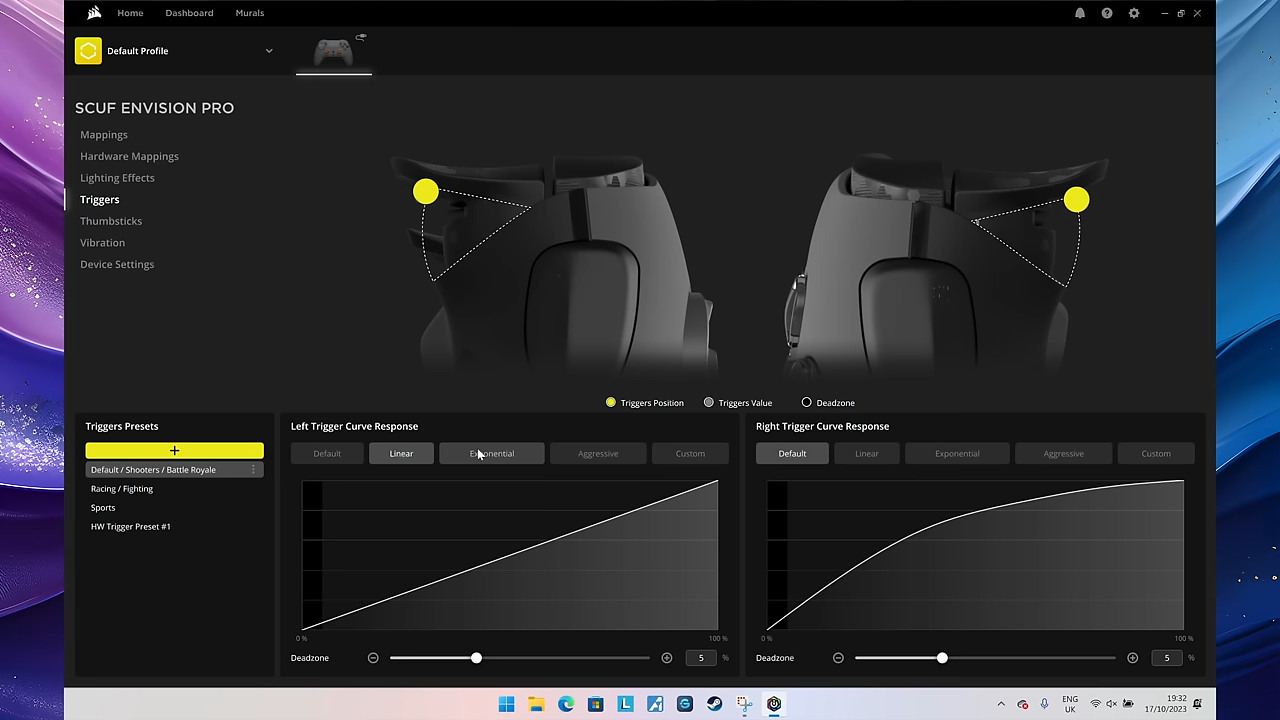 Home Dashboard Murals
Default Profile
SCUF ENVISION PRO
Mappings
Hardware Mappings
Lighting Effects
Triggers
Thumbsticks
Vibration
Device Settings
Triggers Position Triggers Value Deadzone
Triggers Presets
+
Default / Shooters / Battle Royale
Racing / Fighting
Sports
HW Trigger Preset #1
Left Trigger Curve Response
Default Linear Exponential Aggressive Custom
0 % 100 %
Deadzone 5 %
Right Trigger Curve Response
Default Linear Exponential Aggressive Custom
0 % 100 %
Deadzone 5 %
ENG
UK
19:32
17/10/2023